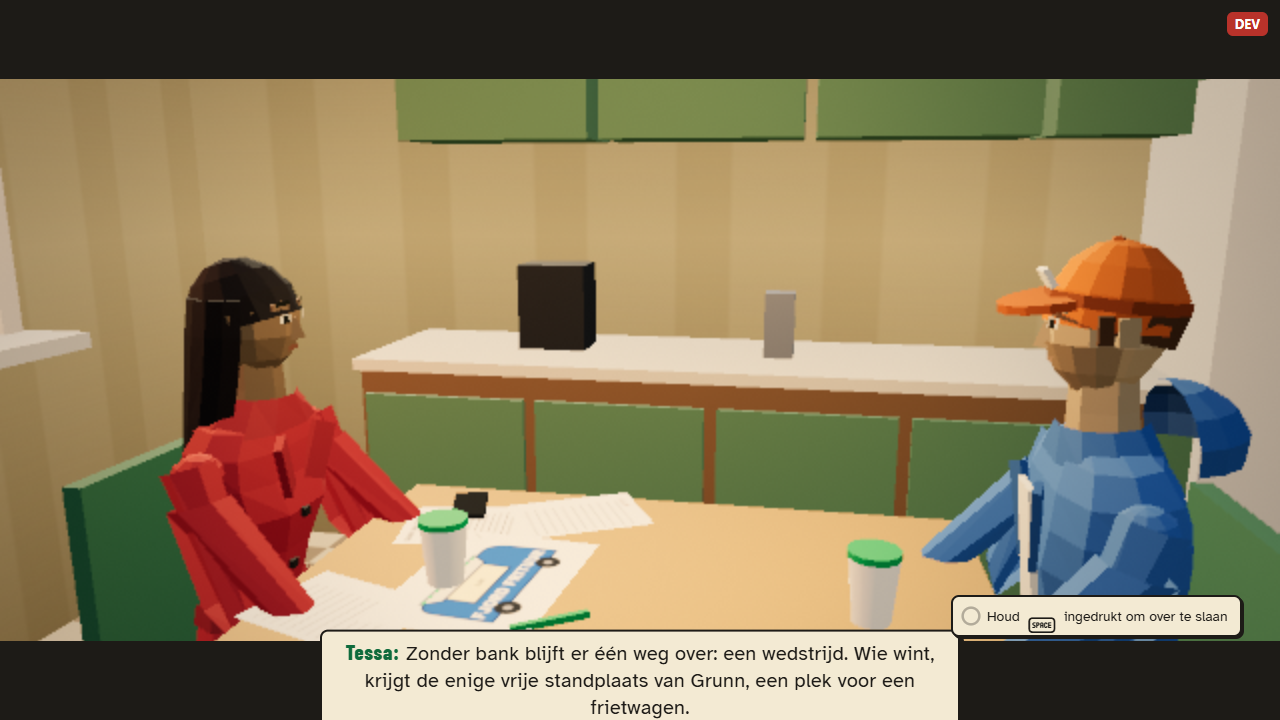 DEV
Houd SPACE ingedrukt om over te slaan
Tessa: Zonder bank blijft er één weg over: een wedstrijd. Wie wint,
krijgt de enige vrije standplaats van Grunn, een plek voor een
frietwagen.